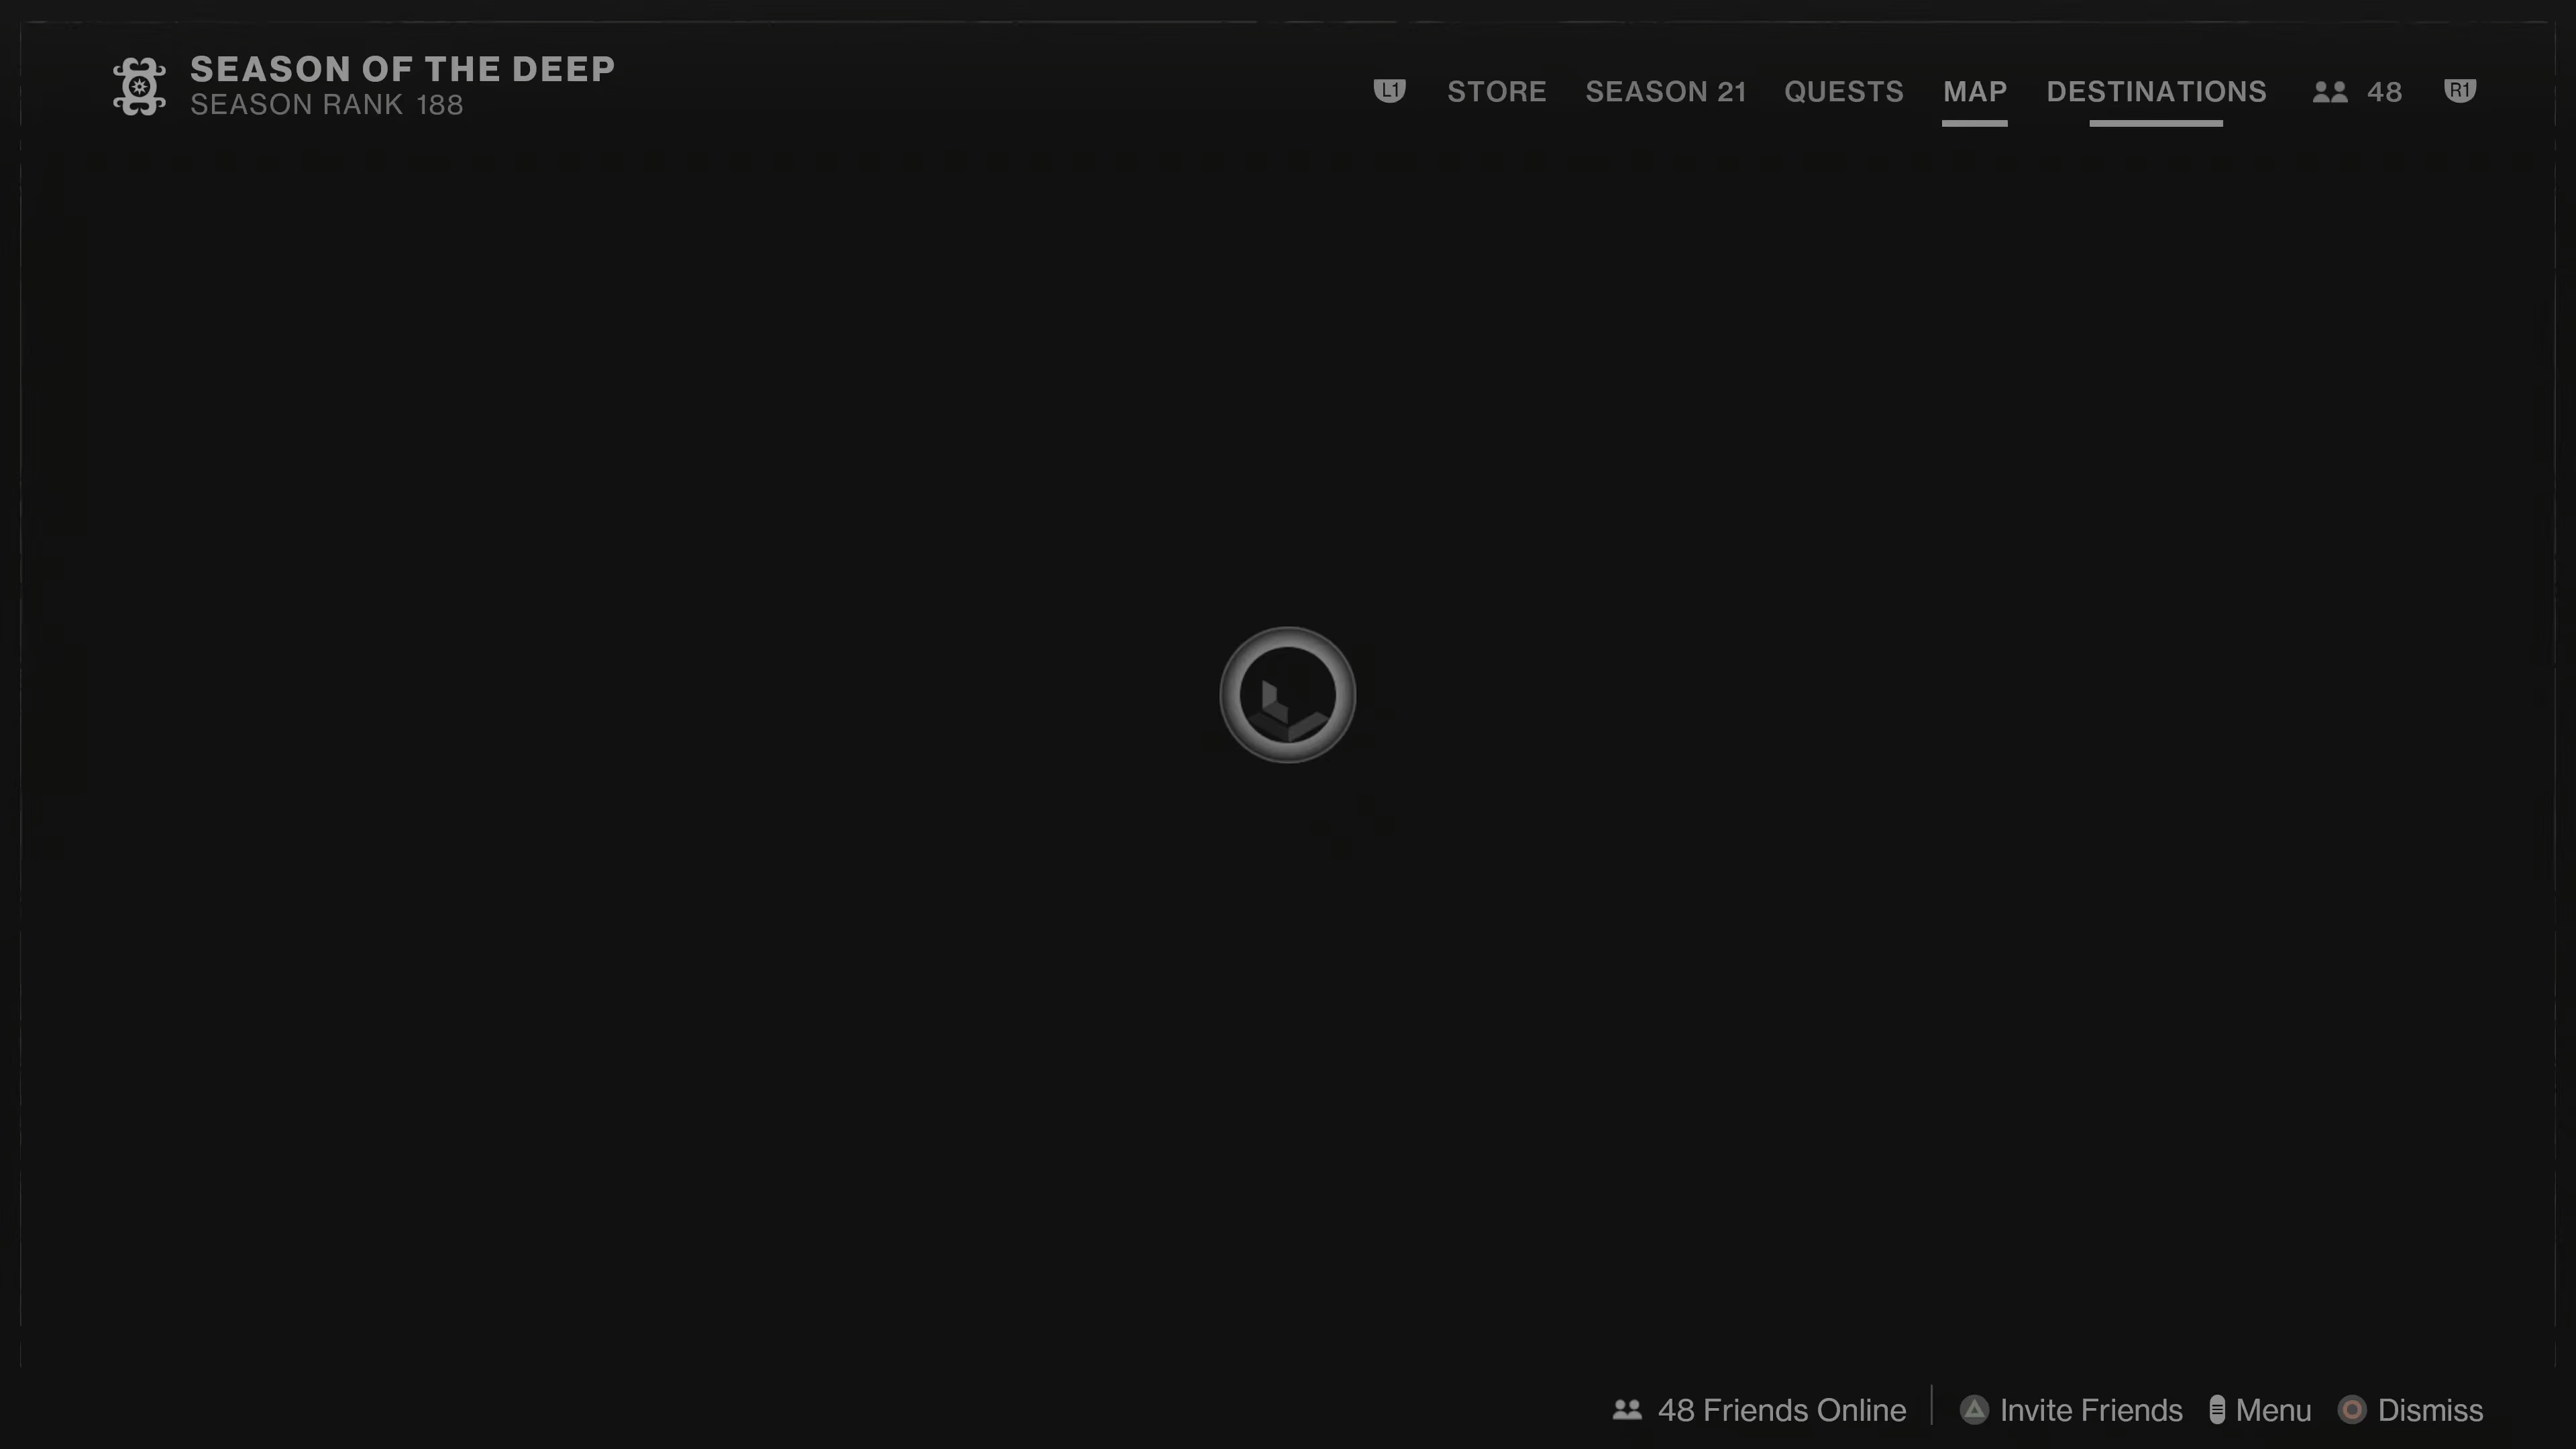 SEASON OF THE DEEP
SEASON RANK 188
L1 STORE SEASON 21 QUESTS MAP DESTINATIONS 48 R1
48 Friends Online Invite Friends Menu Dismiss